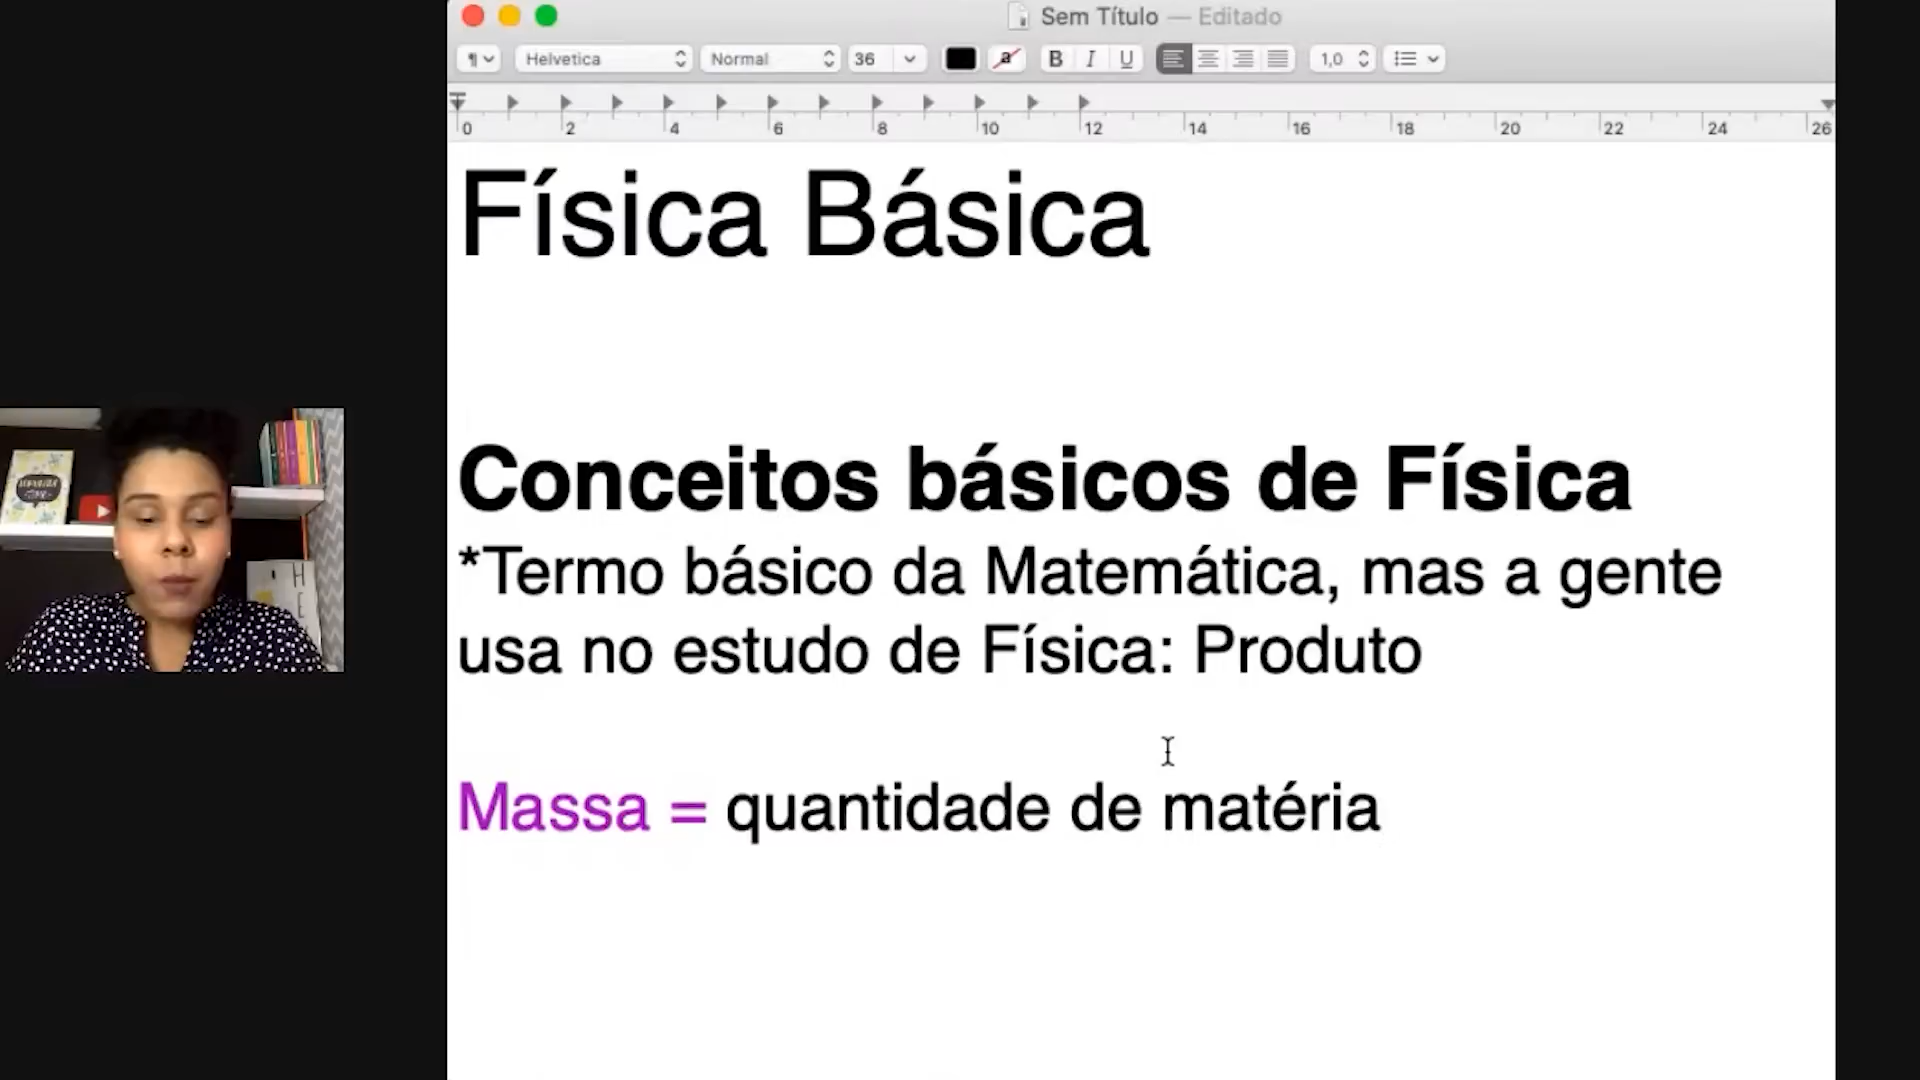 Sem Título — Editado
Helvetica Normal 36 a B I U 1,0
0 2 4 6 8 10 12 14 16 18 20 22 24 26
Física Básica
Conceitos básicos de Física
*Termo básico da Matemática, mas a gente
usa no estudo de Física: Produto
Massa = quantidade de matéria
H
E